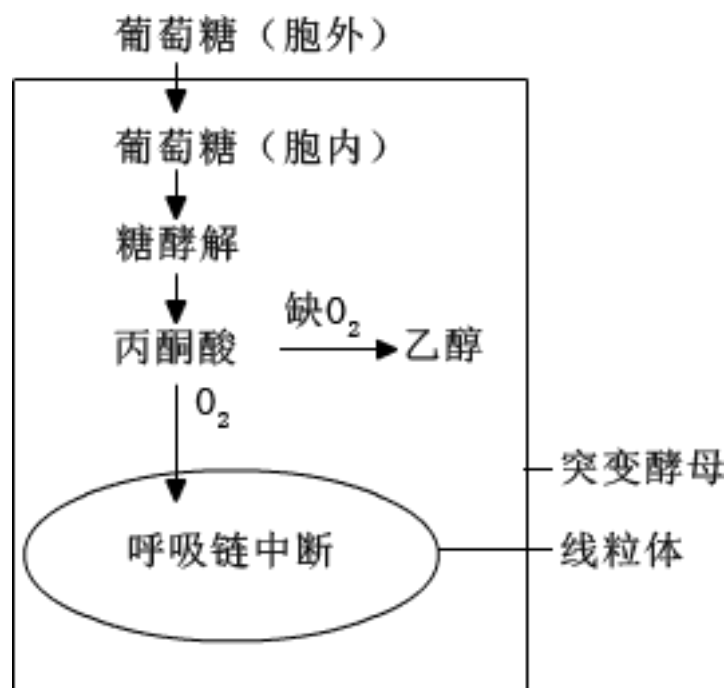 葡萄糖（胞外）
葡萄糖（胞内）
糖酵解
缺O₂
丙酮酸
乙醇
O₂
突变酵母
呼吸链中断
线粒体